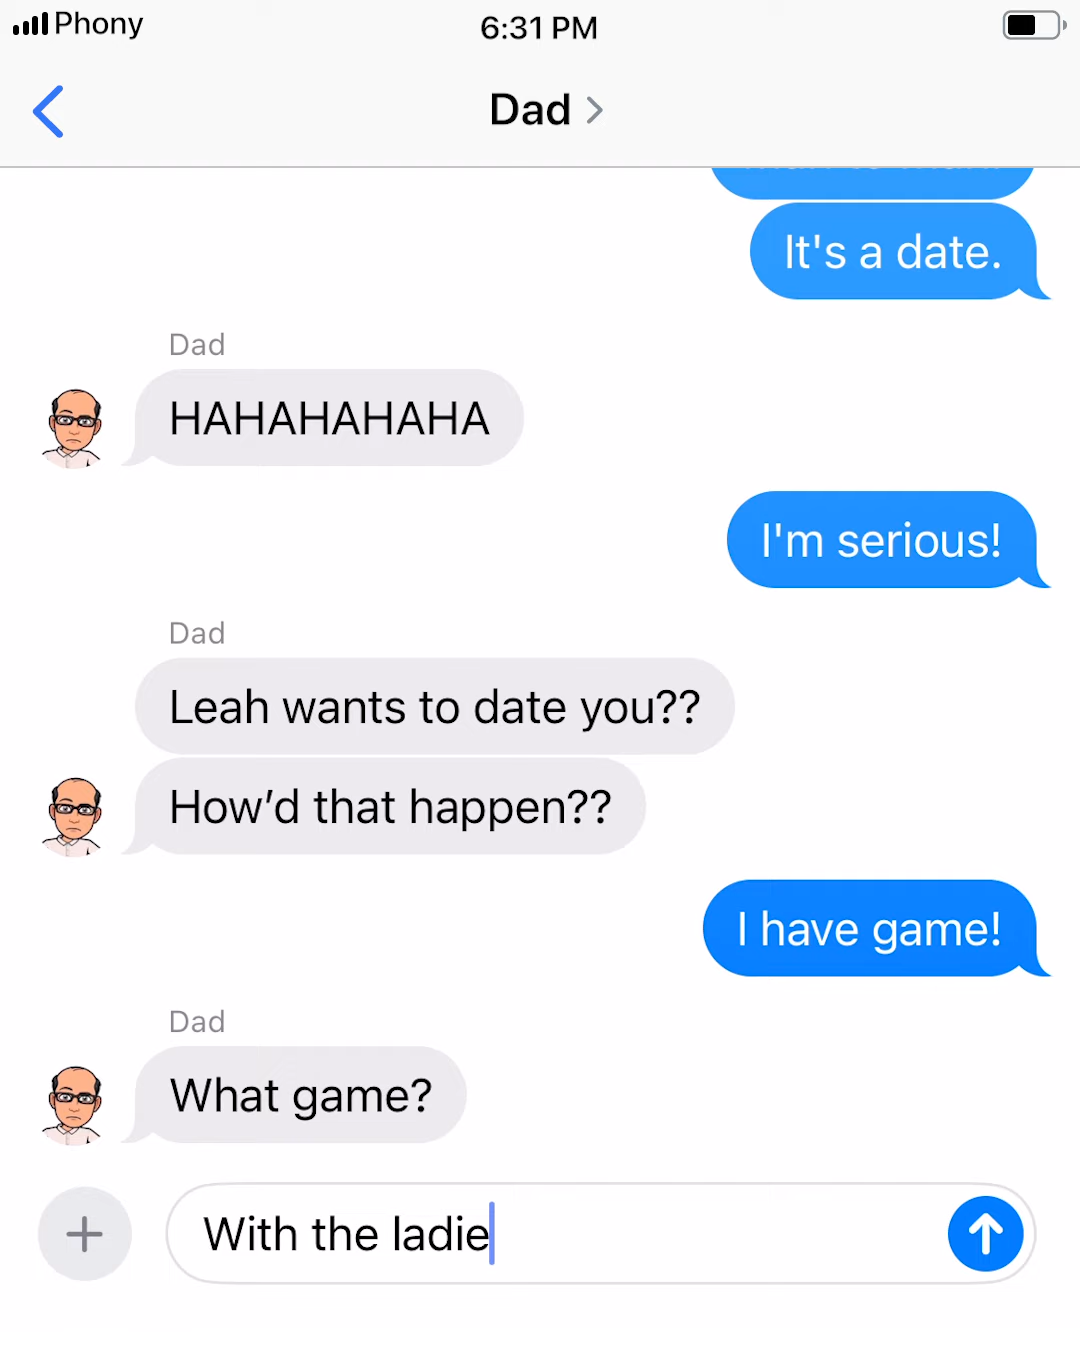 Phony
6:31 PM
Dad
It's a date.
Dad
HAHAHAHAHA
I'm serious!
Dad
Leah wants to date you??
How’d that happen??
I have game!
Dad
What game?
With the ladie